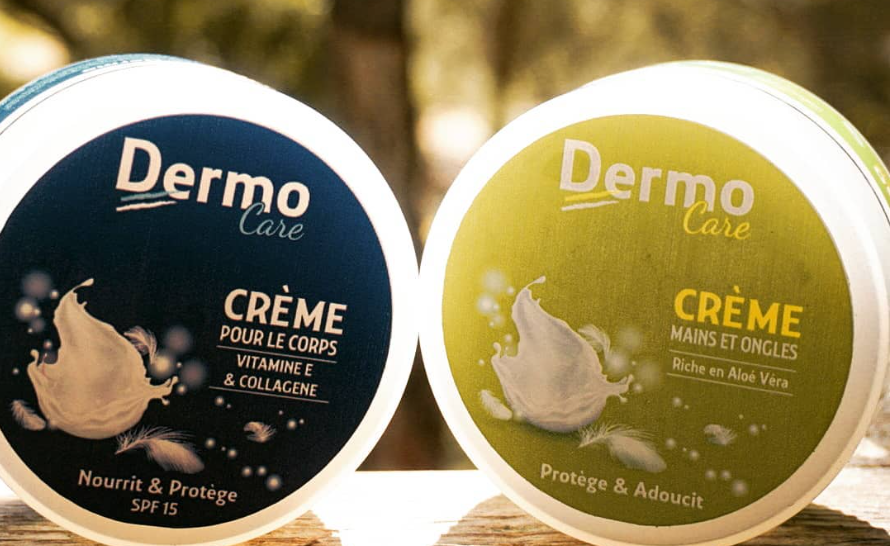 Dermo
Care
CRÈME
POUR LE CORPS
VITAMINE E
& COLLAGENE
Nourrit & Protège
SPF 15
Dermo
Care
CRÈME
MAINS ET ONGLES
Riche en Aloé Véra
Protège & Adoucit